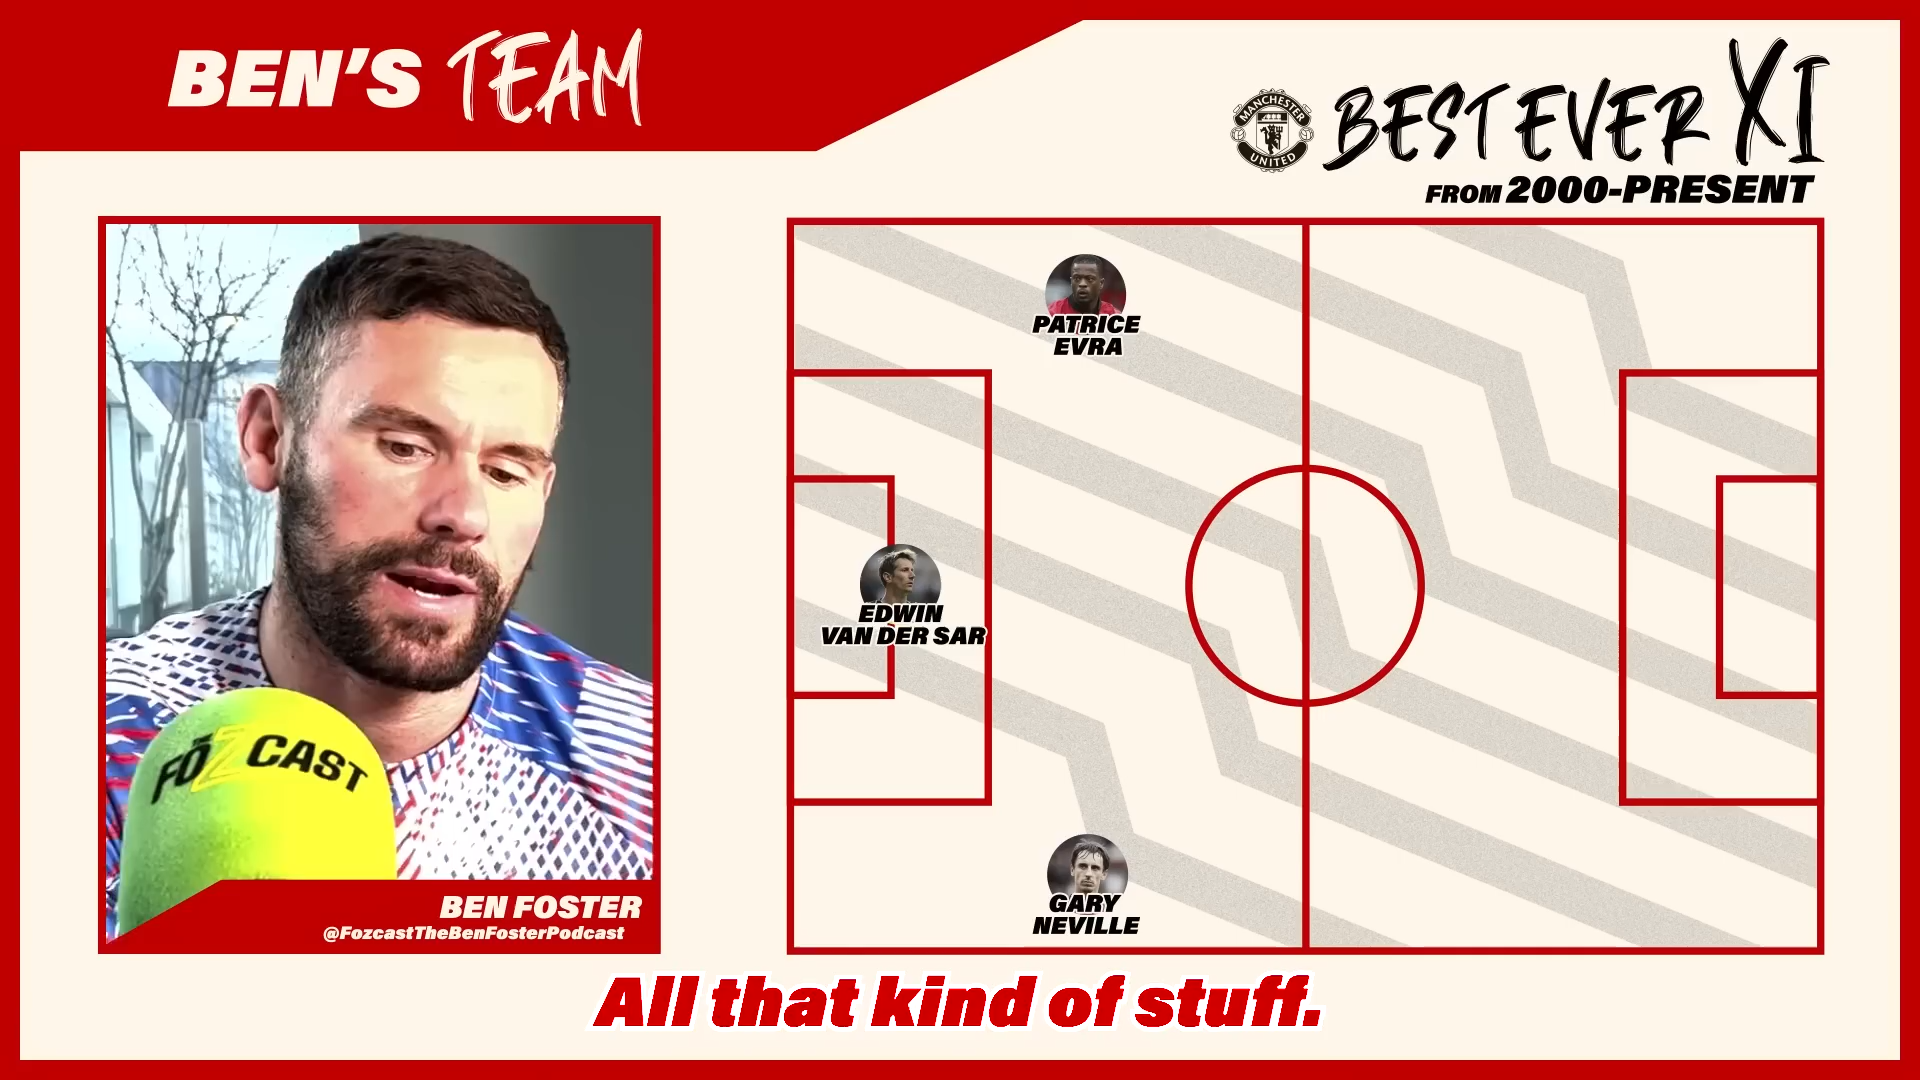 BEN'S TEAM
MANCHESTER
UNITED
BEST EVER XI
FROM 2000-PRESENT
PATRICE
EVRA
EDWIN
VAN DER SAR
GARY
NEVILLE
THE
FOZCAST
BEN FOSTER
@FozcastTheBenFosterPodcast
All that kind of stuff.